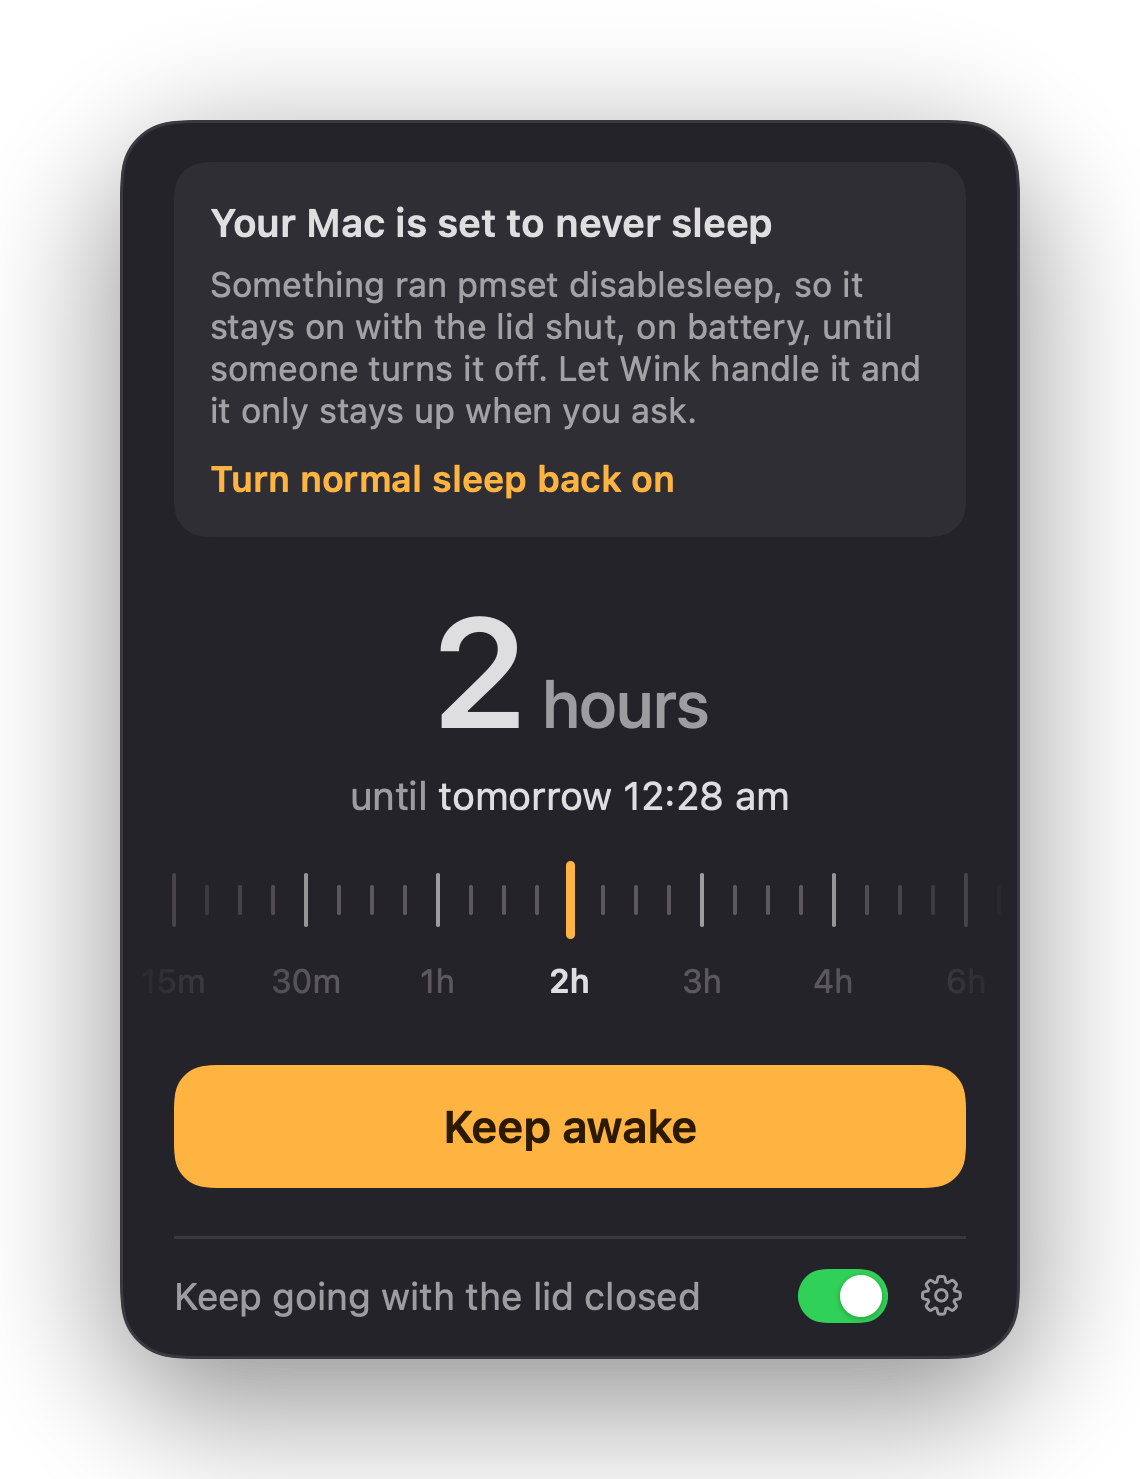 Your Mac is set to never sleep
Something ran pmset disablesleep, so it
stays on with the lid shut, on battery, until
someone turns it off. Let Wink handle it and
it only stays up when you ask.
Turn normal sleep back on
2 hours
until tomorrow 12:28 am
15m 30m 1h 2h 3h 4h 6h
Keep awake
Keep going with the lid closed